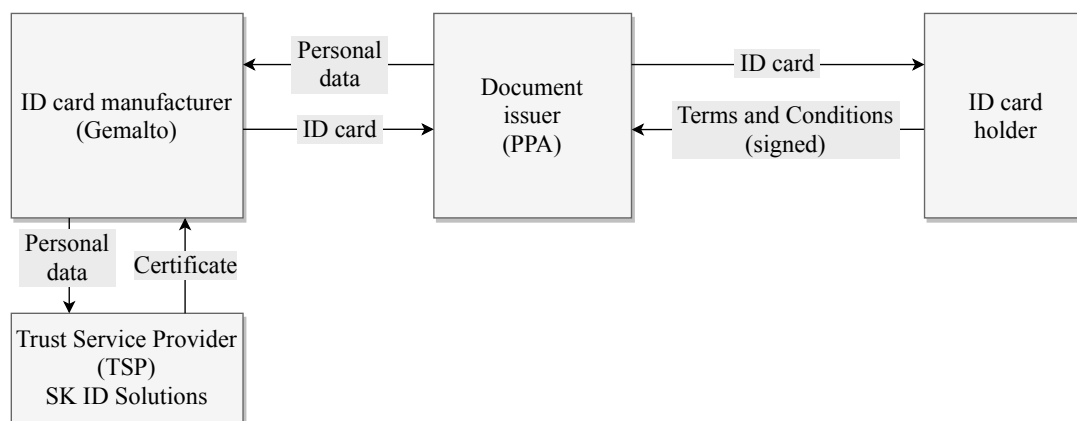 ID card manufacturer
(Gemalto)
Personal
data
ID card
Document
issuer
(PPA)
ID card
Terms and Conditions
(signed)
ID card
holder
Personal
data
Certificate
Trust Service Provider
(TSP)
SK ID Solutions